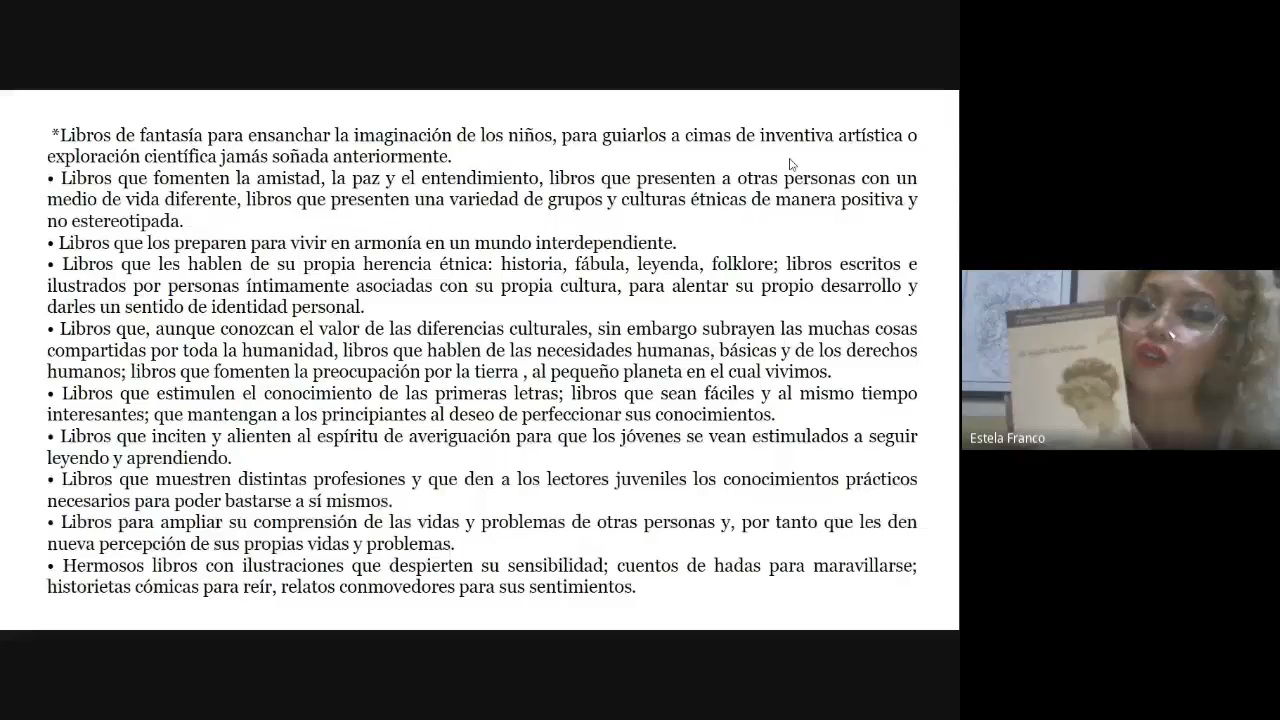 *Libros de fantasía para ensanchar la imaginación de los niños, para guiarlos a cimas de inventiva artística o
exploración científica jamás soñada anteriormente.
• Libros que fomenten la amistad, la paz y el entendimiento, libros que presenten a otras personas con un
medio de vida diferente, libros que presenten una variedad de grupos y culturas étnicas de manera positiva y
no estereotipada.
• Libros que los preparen para vivir en armonía en un mundo interdependiente.
• Libros que les hablen de su propia herencia étnica: historia, fábula, leyenda, folklore; libros escritos e
ilustrados por personas íntimamente asociadas con su propia cultura, para alentar su propio desarrollo y
darles un sentido de identidad personal.
• Libros que, aunque conozcan el valor de las diferencias culturales, sin embargo subrayen las muchas cosas
compartidas por toda la humanidad, libros que hablen de las necesidades humanas, básicas y de los derechos
humanos; libros que fomenten la preocupación por la tierra , al pequeño planeta en el cual vivimos.
• Libros que estimulen el conocimiento de las primeras letras; libros que sean fáciles y al mismo tiempo
interesantes; que mantengan a los principiantes al deseo de perfeccionar sus conocimientos.
• Libros que inciten y alienten al espíritu de averiguación para que los jóvenes se vean estimulados a seguir
leyendo y aprendiendo.
• Libros que muestren distintas profesiones y que den a los lectores juveniles los conocimientos prácticos
necesarios para poder bastarse a sí mismos.
• Libros para ampliar su comprensión de las vidas y problemas de otras personas y, por tanto que les den
nueva percepción de sus propias vidas y problemas.
• Hermosos libros con ilustraciones que despierten su sensibilidad; cuentos de hadas para maravillarse;
historietas cómicas para reír, relatos conmovedores para sus sentimientos.
Estela Franco